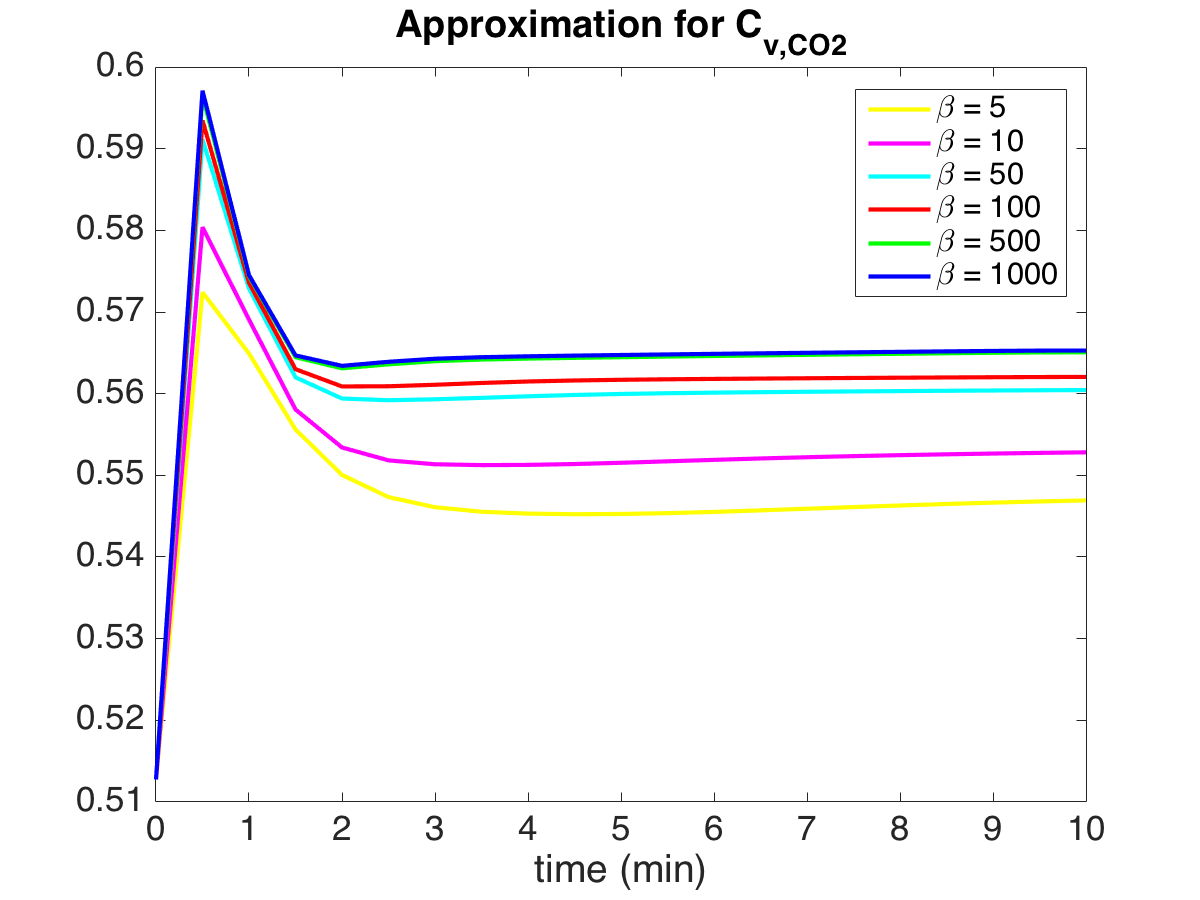 Approximation for C_v,CO2
0.6
0.59
0.58
0.57
0.56
0.55
0.54
0.53
0.52
0.51
β = 5
β = 10
β = 50
β = 100
β = 500
β = 1000
0 1 2 3 4 5 6 7 8 9 10
time (min)